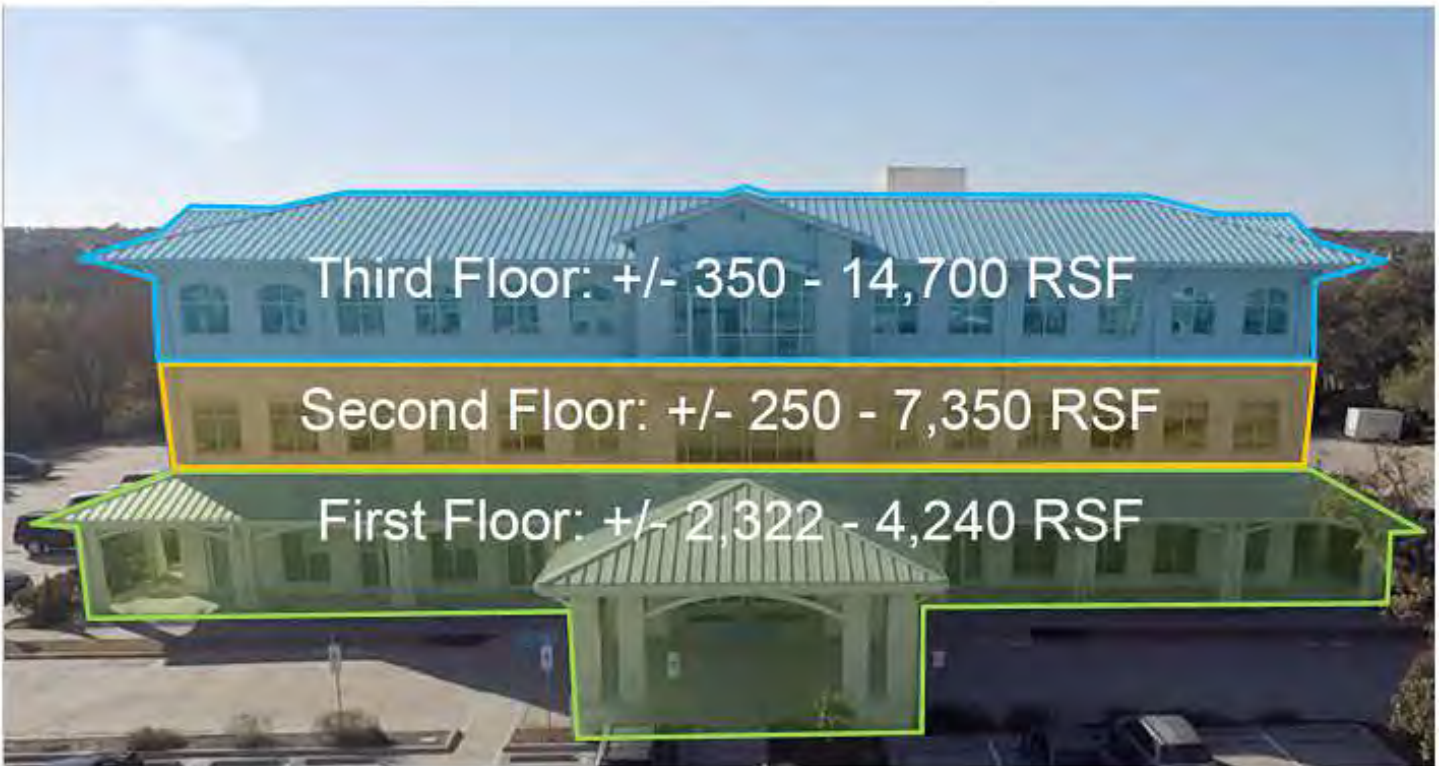 Third Floor: +/- 350 - 14,700 RSF
Second Floor: +/- 250 - 7,350 RSF
First Floor: +/- 2,322 - 4,240 RSF